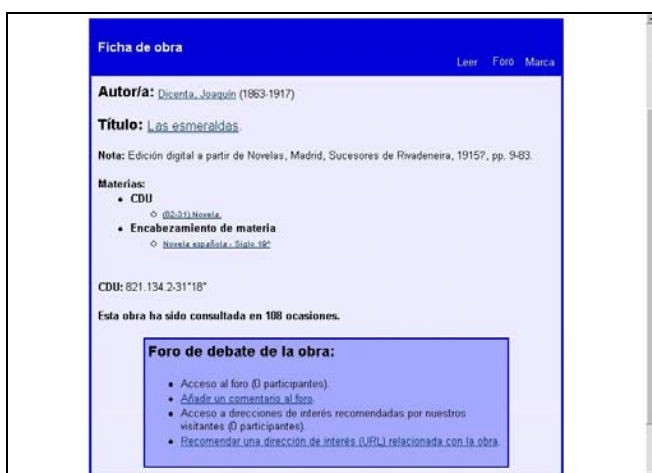 Ficha de obra
Leer Foro Marca
Autor/a: Dicenta, Joaquín (1863-1917)
Título: Las esmeraldas.
Nota: Edición digital a partir de Novelas, Madrid, Sucesores de Rivadeneira, 1915?, pp. 9-83.
Materias:
• CDU
(82-31) Novela.
• Encabezamiento de materia
Novela española - Siglo 19º
CDU: 821.134.2-31"18"
Esta obra ha sido consultada en 108 ocasiones.
Foro de debate de la obra:
• Acceso al foro (0 participantes).
• Añadir un comentario al foro.
• Acceso a direcciones de interés recomendadas por nuestros
visitantes (0 participantes).
• Recomendar una dirección de interés (URL) relacionada con la obra.